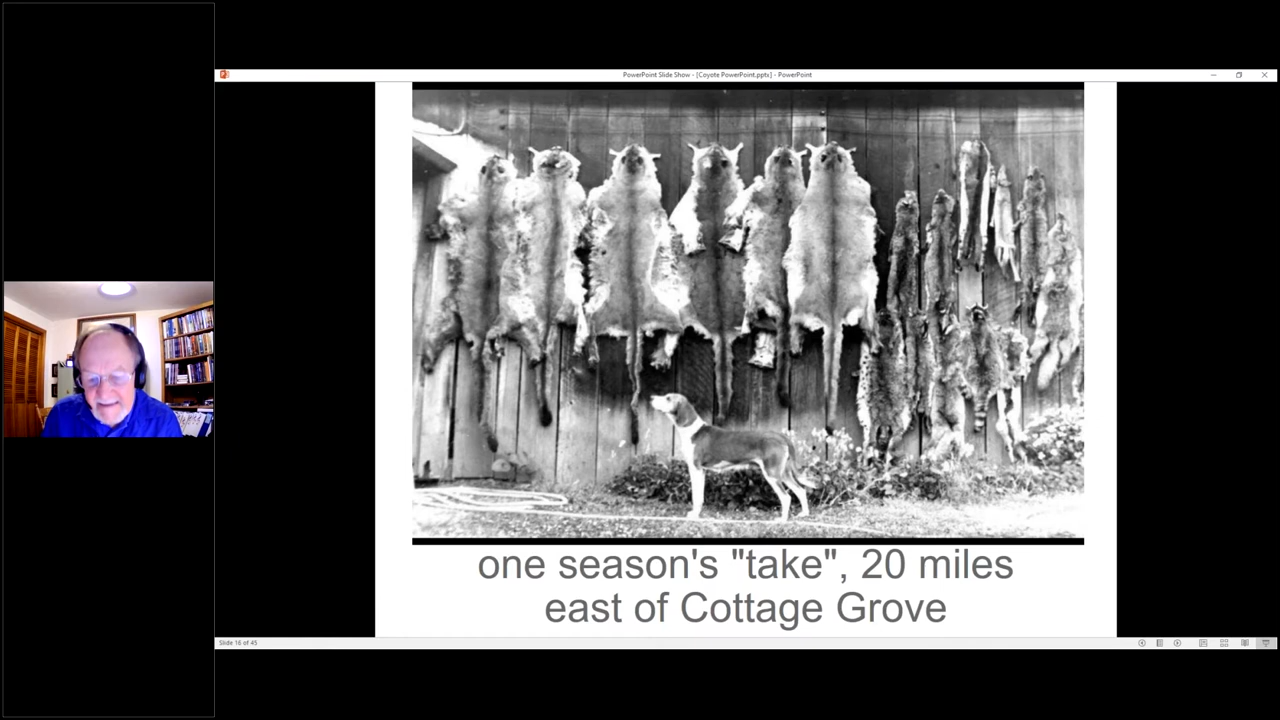 PowerPoint Slide Show - [Coyote PowerPoint.pptx] - PowerPoint
one season's "take", 20 miles
east of Cottage Grove
Slide 16 of 45